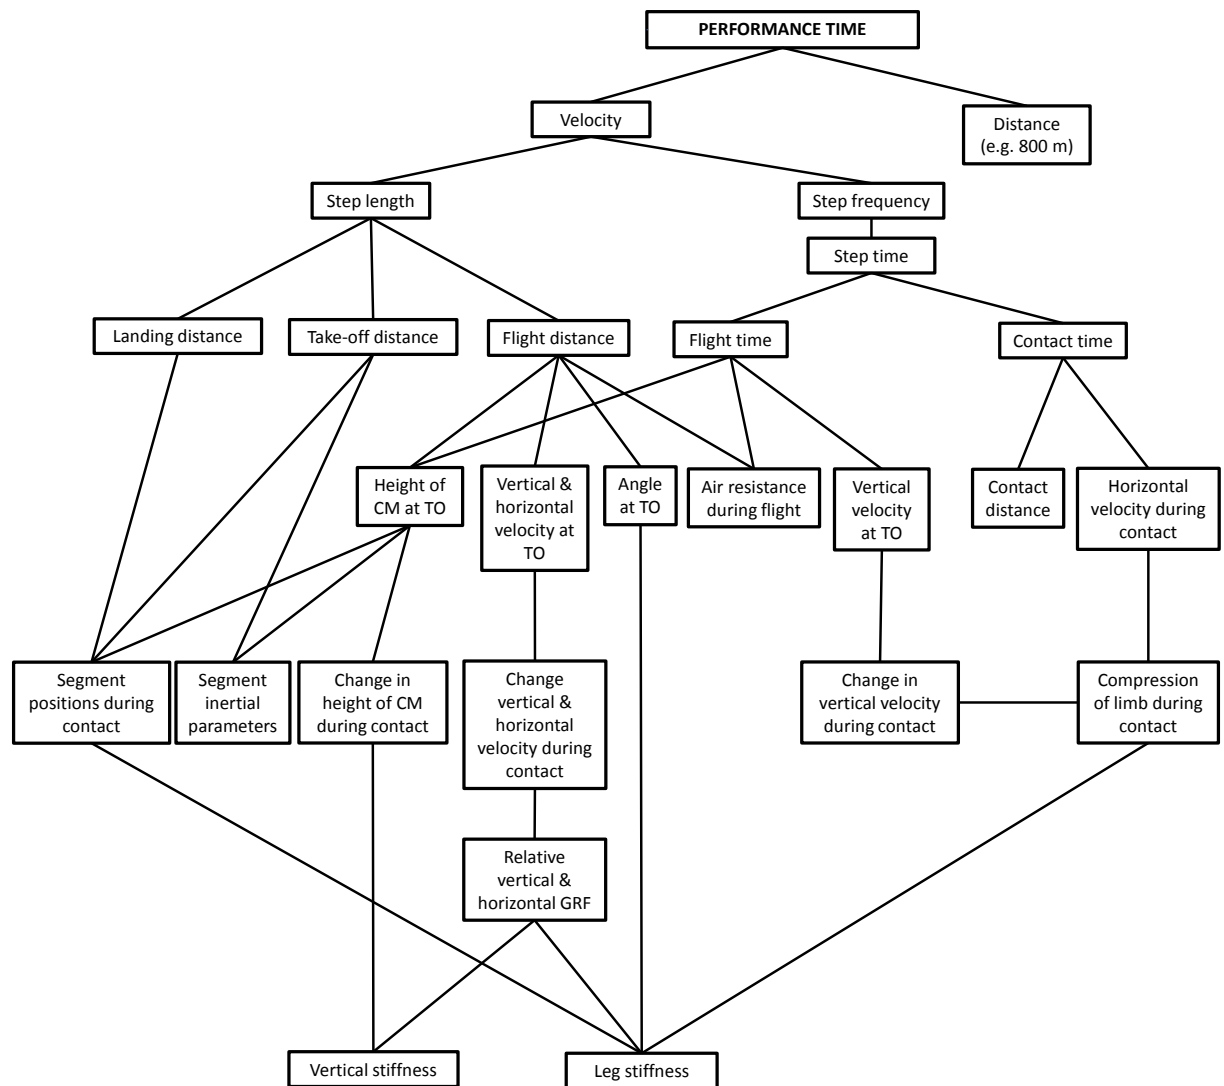 PERFORMANCE TIME
Velocity
Distance
(e.g. 800 m)
Step length
Step frequency
Step time
Landing distance
Take-off distance
Flight distance
Flight time
Contact time
Height of
CM at TO
Vertical &
horizontal
velocity at
TO
Angle
at TO
Air resistance
during flight
Vertical
velocity
at TO
Contact
distance
Horizontal
velocity during
contact
Segment
positions during
contact
Segment
inertial
parameters
Change in
height of CM
during contact
Change
vertical &
horizontal
velocity during
contact
Change in
vertical velocity
during contact
Compression
of limb during
contact
Relative
vertical &
horizontal GRF
Vertical stiffness
Leg stiffness